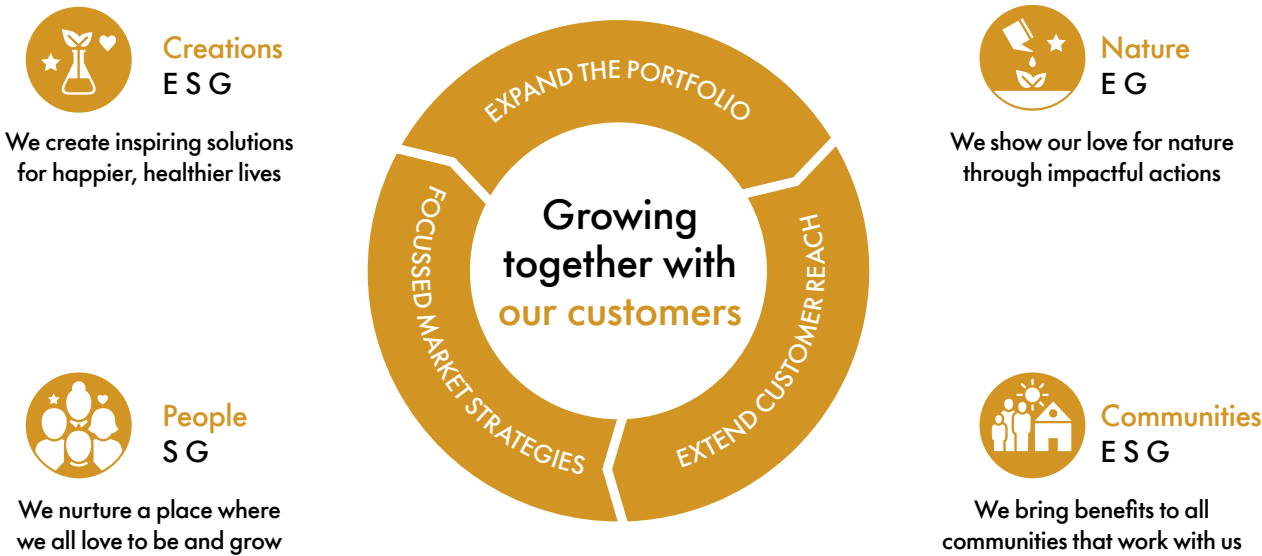 Creations
E S G
We create inspiring solutions
for happier, healthier lives
Nature
E G
We show our love for nature
through impactful actions
EXPAND THE PORTFOLIO
EXTEND CUSTOMER REACH
FOCUSSED MARKET STRATEGIES
Growing
together with
our customers
People
S G
We nurture a place where
we all love to be and grow
Communities
E S G
We bring benefits to all
communities that work with us